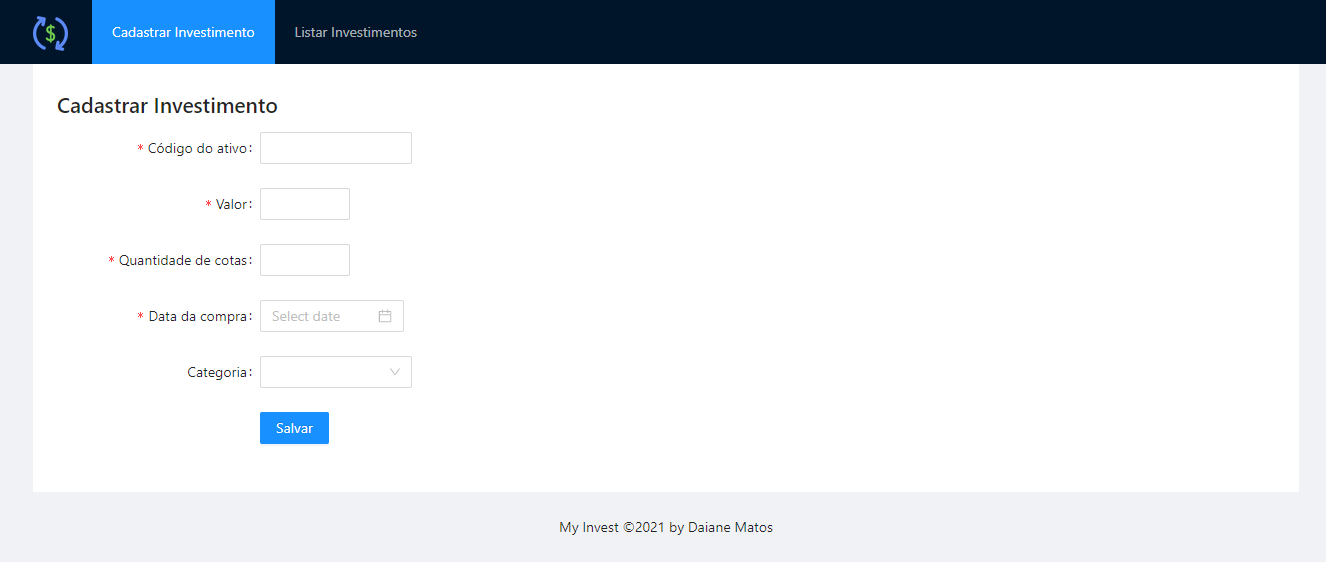 $
Cadastrar Investimento
Listar Investimentos
Cadastrar Investimento
* Código do ativo:
* Valor:
* Quantidade de cotas:
* Data da compra: Select date
Categoria:
Salvar
My Invest ©2021 by Daiane Matos